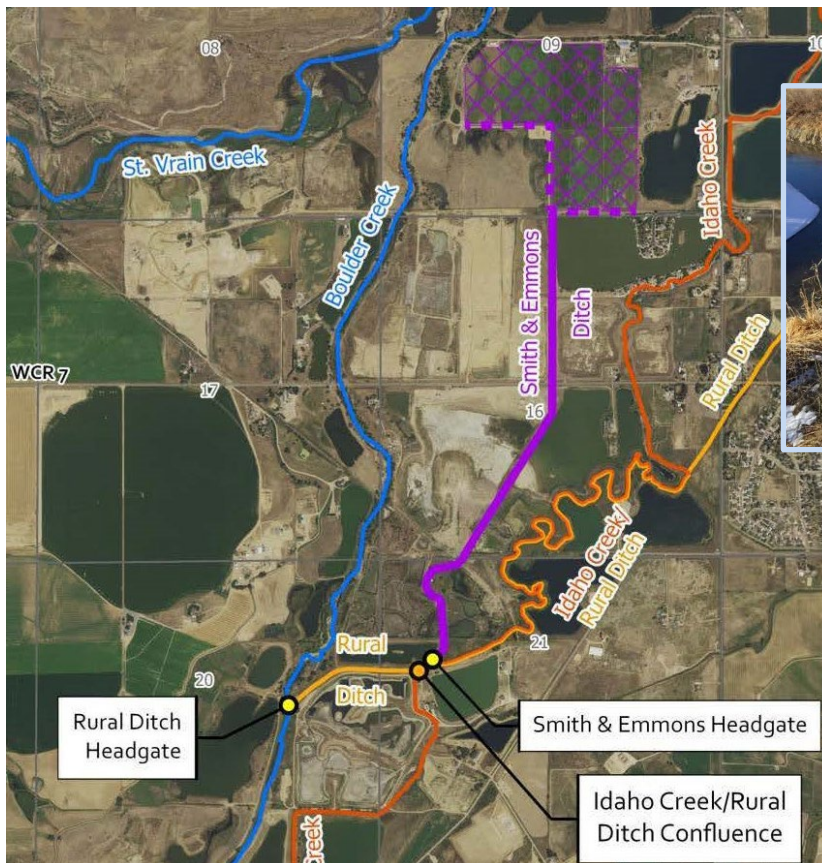 08
09
10
St. Vrain Creek
Boulder Creek
Idaho Creek
Smith & Emmons
Ditch
Rural Ditch
WCR 7
17
16
Idaho Creek/
Rural Ditch
21
Rural
Ditch
20
Rural Ditch
Headgate
Smith & Emmons Headgate
Idaho Creek/Rural
Ditch Confluence
Creek